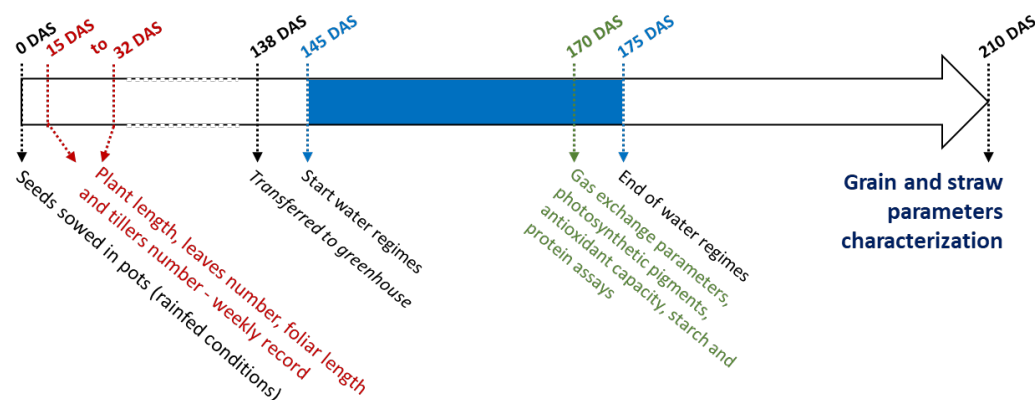 0 DAS
15 DAS
to
32 DAS
138 DAS
145 DAS
170 DAS
175 DAS
210 DAS
Seeds sowed in pots (rainfed conditions)
Plant length, leaves number, foliar length
and tillers number - weekly record
Transferred to greenhouse
Start water regimes
Gas exchange parameters,
photosynthetic pigments,
antioxidant capacity, starch and
protein assays
End of water regimes
Grain and straw
parameters
characterization